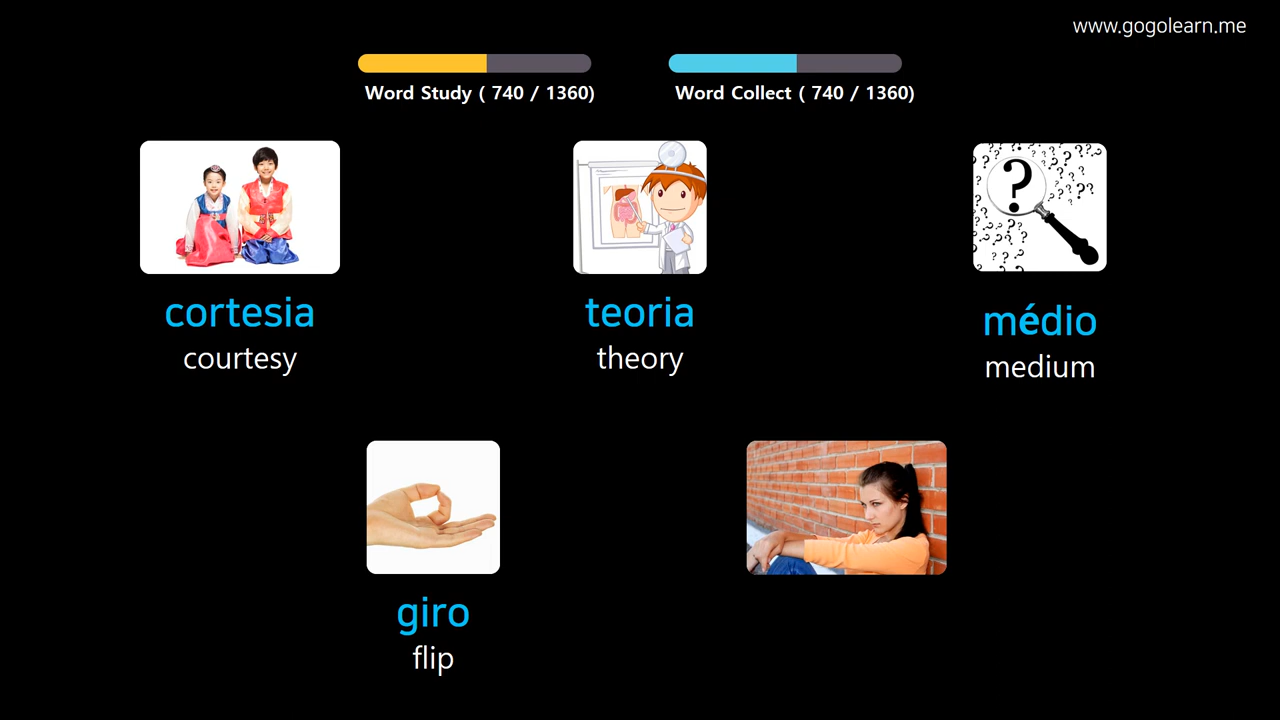 www.gogolearn.me
Word Study ( 740 / 1360)
Word Collect ( 740 / 1360)
cortesia
courtesy
teoria
theory
médio
medium
giro
flip